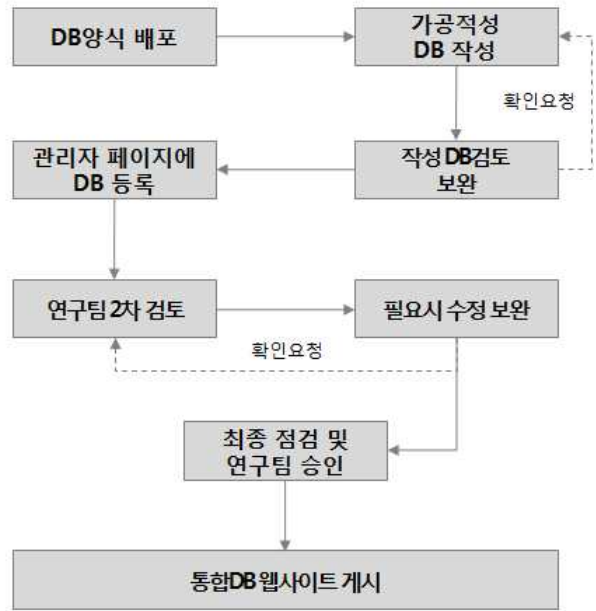 DB양식 배포
가공적성
DB 작성
확인요청
관리자 페이지에
DB 등록
작성 DB검토
보완
연구팀 2차 검토
필요시 수정 보완
확인요청
최종 점검 및
연구팀 승인
통합DB 웹사이트 게시